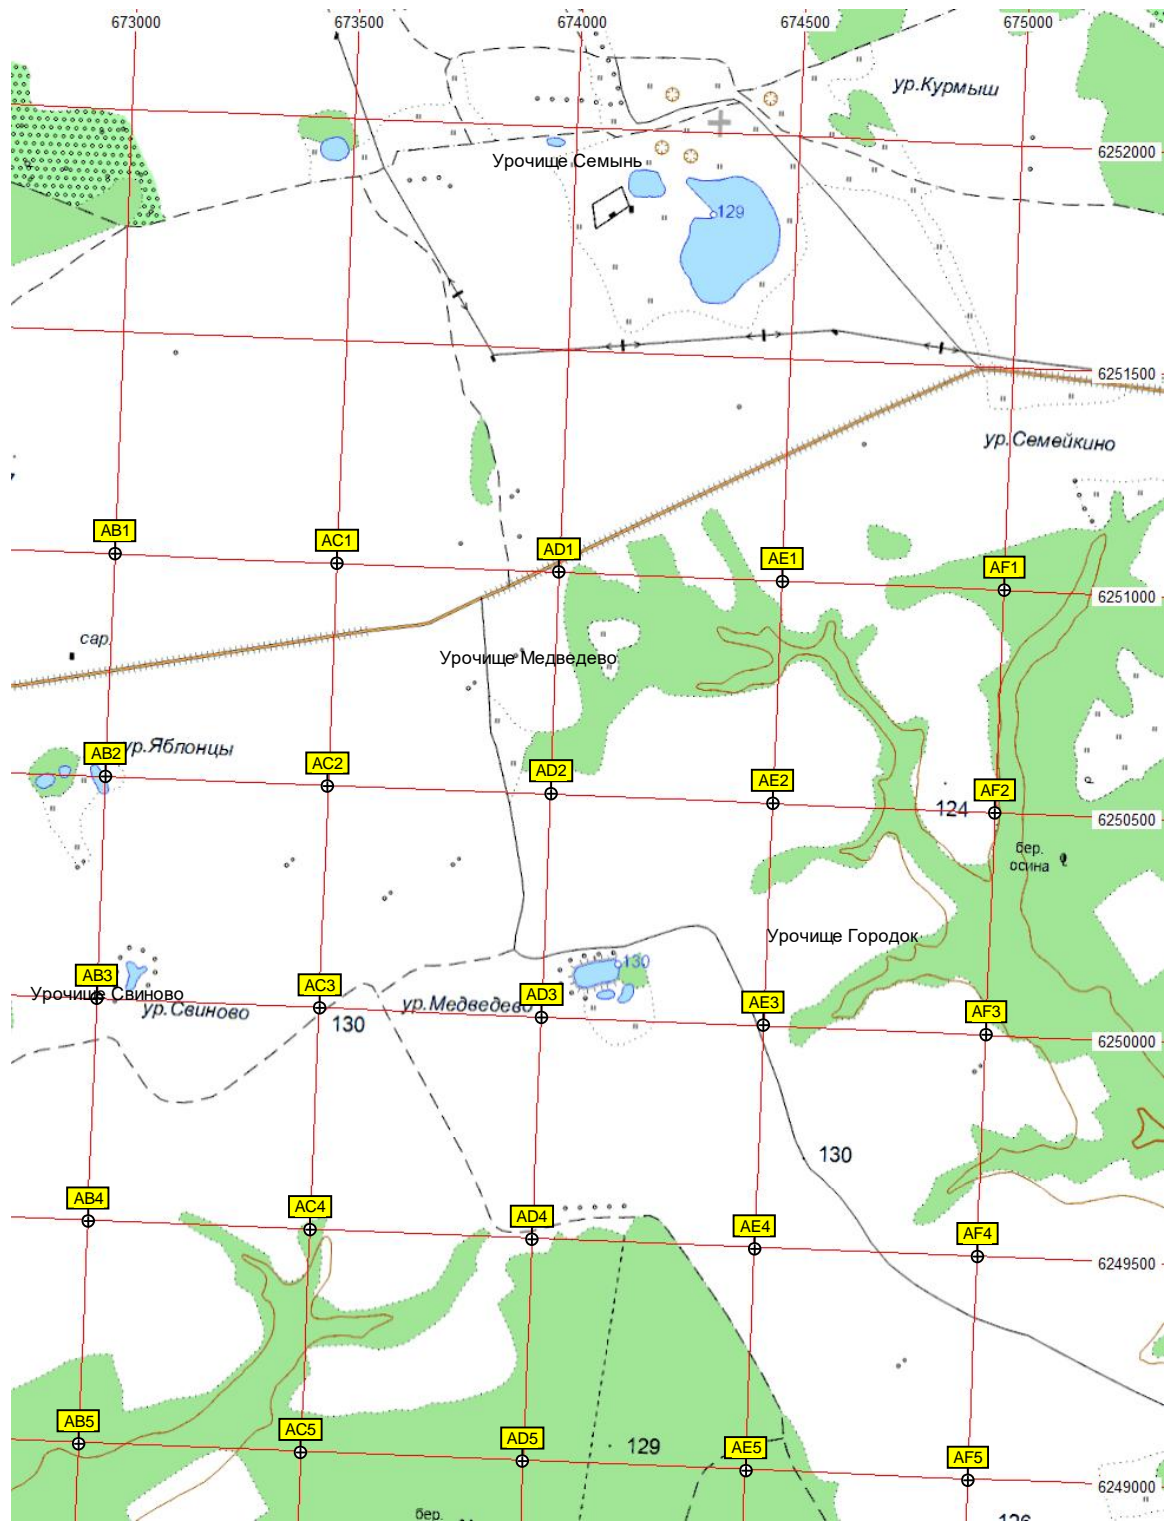 673000 673500 674000 674500 675000
ур.Курмыш
6252000
Урочище Семынь
129
6251500
ур.Семейкино
AB1
AC1
AD1
AE1
AF1
6251000
сар.
Урочище Медведево
ур.Яблонцы
AB2
AC2
AD2
AE2
AF2
124
6250500
бер.
осина
Урочище Городок
130
AB3
AC3
AD3
AE3
AF3
Урочище Свиново
ур.Свиново
ур.Медведево
130
6250000
130
AB4
AC4
AD4
AE4
AF4
6249500
AB5
AC5
AD5
AE5
AF5
129
6249000
бер.
126